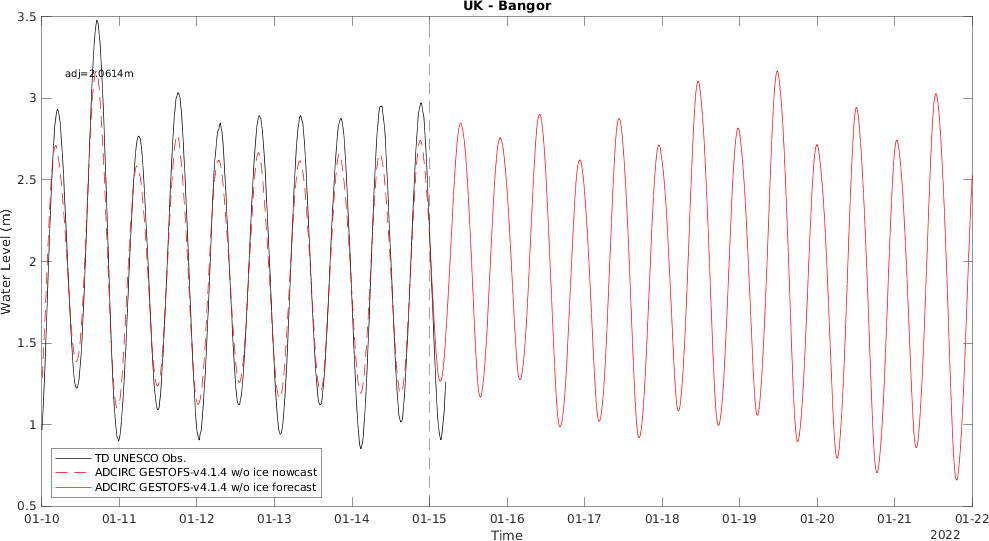 UK - Bangor
3.5
adj=2.0614m
3
2.5
2
1.5
1
0.5
Water Level (m)
TD UNESCO Obs.
ADCIRC GESTOFS-v4.1.4 w/o ice nowcast
ADCIRC GESTOFS-v4.1.4 w/o ice forecast
01-10 01-11 01-12 01-13 01-14 01-15 01-16 01-17 01-18 01-19 01-20 01-21 01-22
Time
2022